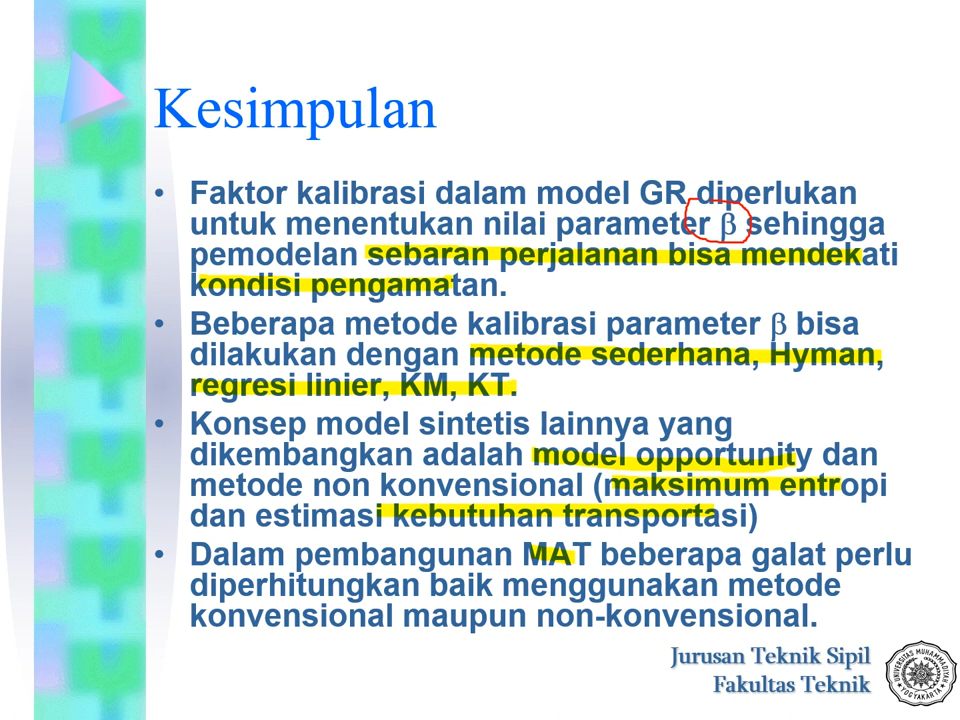 Kesimpulan
• Faktor kalibrasi dalam model GR diperlukan
untuk menentukan nilai parameter β sehingga
pemodelan sebaran perjalanan bisa mendekati
kondisi pengamatan.
• Beberapa metode kalibrasi parameter β bisa
dilakukan dengan metode sederhana, Hyman,
regresi linier, KM, KT.
• Konsep model sintetis lainnya yang
dikembangkan adalah model opportunity dan
metode non konvensional (maksimum entropi
dan estimasi kebutuhan transportasi)
• Dalam pembangunan MAT beberapa galat perlu
diperhitungkan baik menggunakan metode
konvensional maupun non-konvensional.
Jurusan Teknik Sipil
Fakultas Teknik
UNIVERSITAS MUHAMMADIYAH
YOGYAKARTA